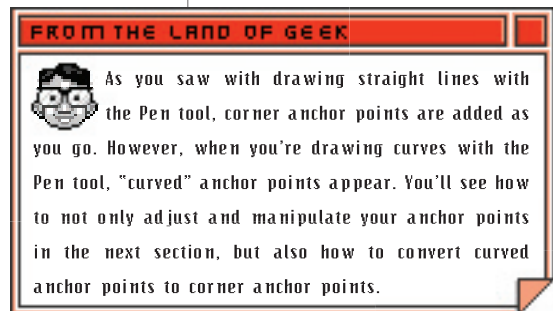 FROM THE LAND OF GEEK
As you saw with drawing straight lines with
the Pen tool, corner anchor points are added as
you go. However, when you're drawing curves with the
Pen tool, "curved" anchor points appear. You'll see how
to not only adjust and manipulate your anchor points
in the next section, but also how to convert curved
anchor points to corner anchor points.